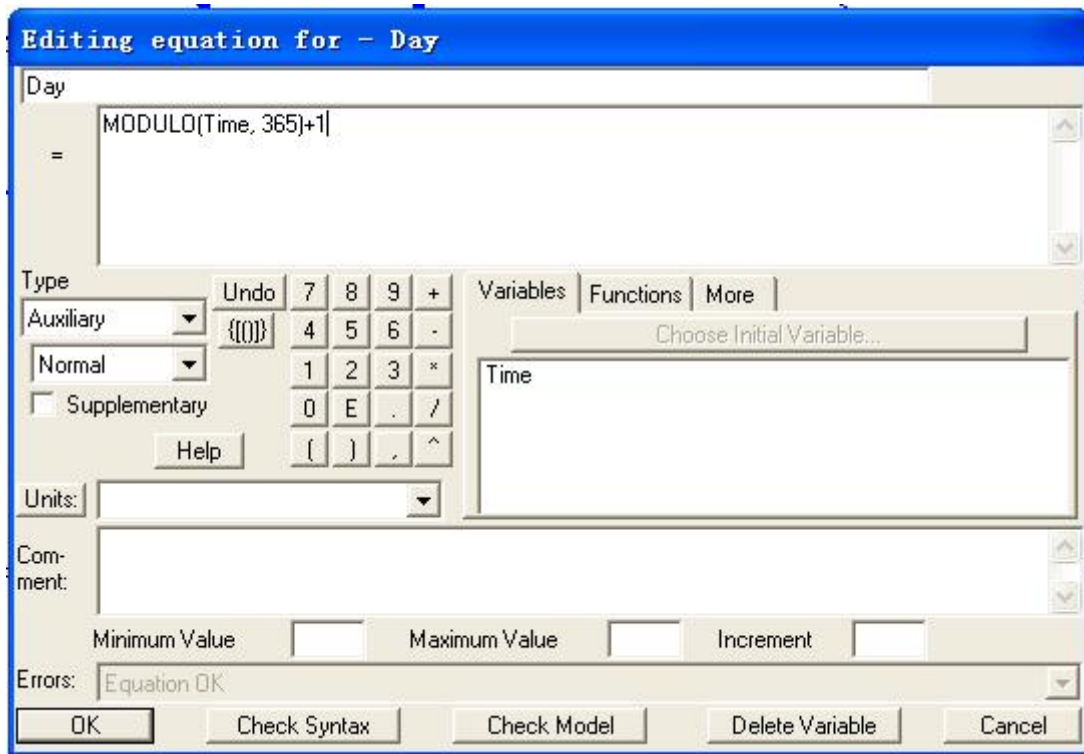 Editing equation for - Day
Day
=
MODULO(Time, 365)+1
Type
Auxiliary
Normal
Supplementary
Help
Undo 7 8 9 +
{[()]} 4 5 6 -
1 2 3 *
0 E . /
( ) , ^
Variables Functions More
Choose Initial Variable...
Time
Units:
Com-
ment:
Minimum Value Maximum Value Increment
Errors: Equation OK
OK Check Syntax Check Model Delete Variable Cancel